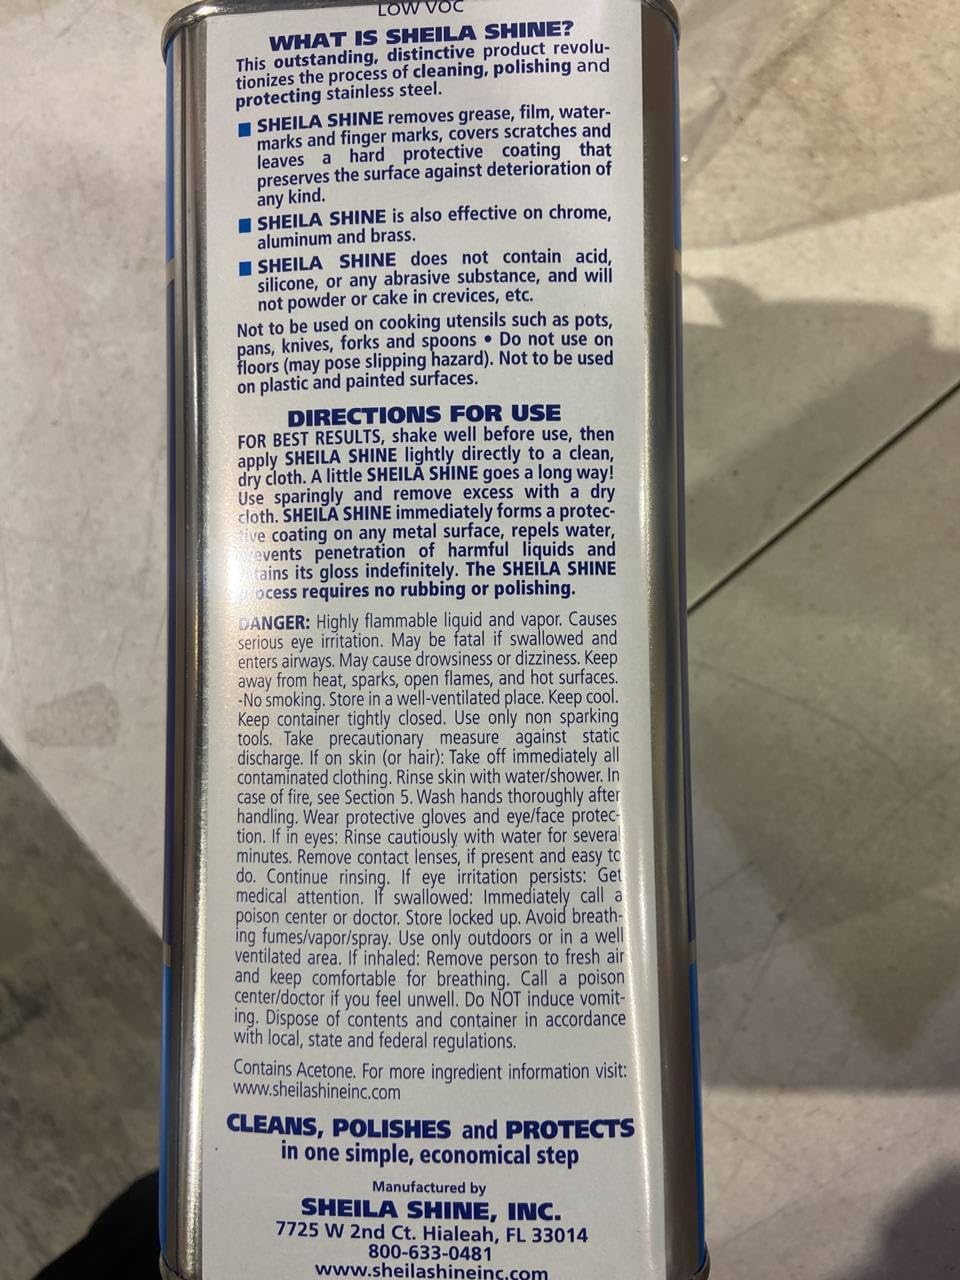 LOW VOC
WHAT IS SHEILA SHINE?
This outstanding, distinctive product revolu-
tionizes the process of cleaning, polishing and
protecting stainless steel.
■ SHEILA SHINE removes grease, film, water-
marks and finger marks, covers scratches and
leaves a hard protective coating that
preserves the surface against deterioration of
any kind.
■ SHEILA SHINE is also effective on chrome,
aluminum and brass.
■ SHEILA SHINE does not contain acid,
silicone, or any abrasive substance, and will
not powder or cake in crevices, etc.
Not to be used on cooking utensils such as pots,
pans, knives, forks and spoons • Do not use on
floors (may pose slipping hazard). Not to be used
on plastic and painted surfaces.
DIRECTIONS FOR USE
FOR BEST RESULTS, shake well before use, then
apply SHEILA SHINE lightly directly to a clean,
dry cloth. A little SHEILA SHINE goes a long way!
Use sparingly and remove excess with a dry
cloth. SHEILA SHINE immediately forms a protec-
tive coating on any metal surface, repels water,
prevents penetration of harmful liquids and
its gloss indefinitely. The SHEILA SHINE
process requires no rubbing or polishing.
DANGER: Highly flammable liquid and vapor. Causes
serious eye irritation. May be fatal if swallowed and
enters airways. May cause drowsiness or dizziness. Keep
away from heat, sparks, open flames, and hot surfaces.
-No smoking. Store in a well-ventilated place. Keep cool.
Keep container tightly closed. Use only non sparking
tools. Take precautionary measure against static
discharge. If on skin (or hair): Take off immediately all
contaminated clothing. Rinse skin with water/shower. In
case of fire, see Section 5. Wash hands thoroughly after
handling. Wear protective gloves and eye/face protec-
tion. If in eyes: Rinse cautiously with water for several
minutes. Remove contact lenses, if present and easy to
do. Continue rinsing. If eye irritation persists: Get
medical attention. If swallowed: Immediately call a
poison center or doctor. Store locked up. Avoid breath-
ing fumes/vapor/spray. Use only outdoors or in a well
ventilated area. If inhaled: Remove person to fresh air
and keep comfortable for breathing. Call a poison
center/doctor if you feel unwell. Do NOT induce vomit-
ing. Dispose of contents and container in accordance
with local, state and federal regulations.
Contains Acetone. For more ingredient information visit:
www.sheilashineinc.com
CLEANS, POLISHES and PROTECTS
in one simple, economical step
Manufactured by
SHEILA SHINE, INC.
7725 W 2nd Ct. Hialeah, FL 33014
800-633-0481
www.sheilashineinc.com